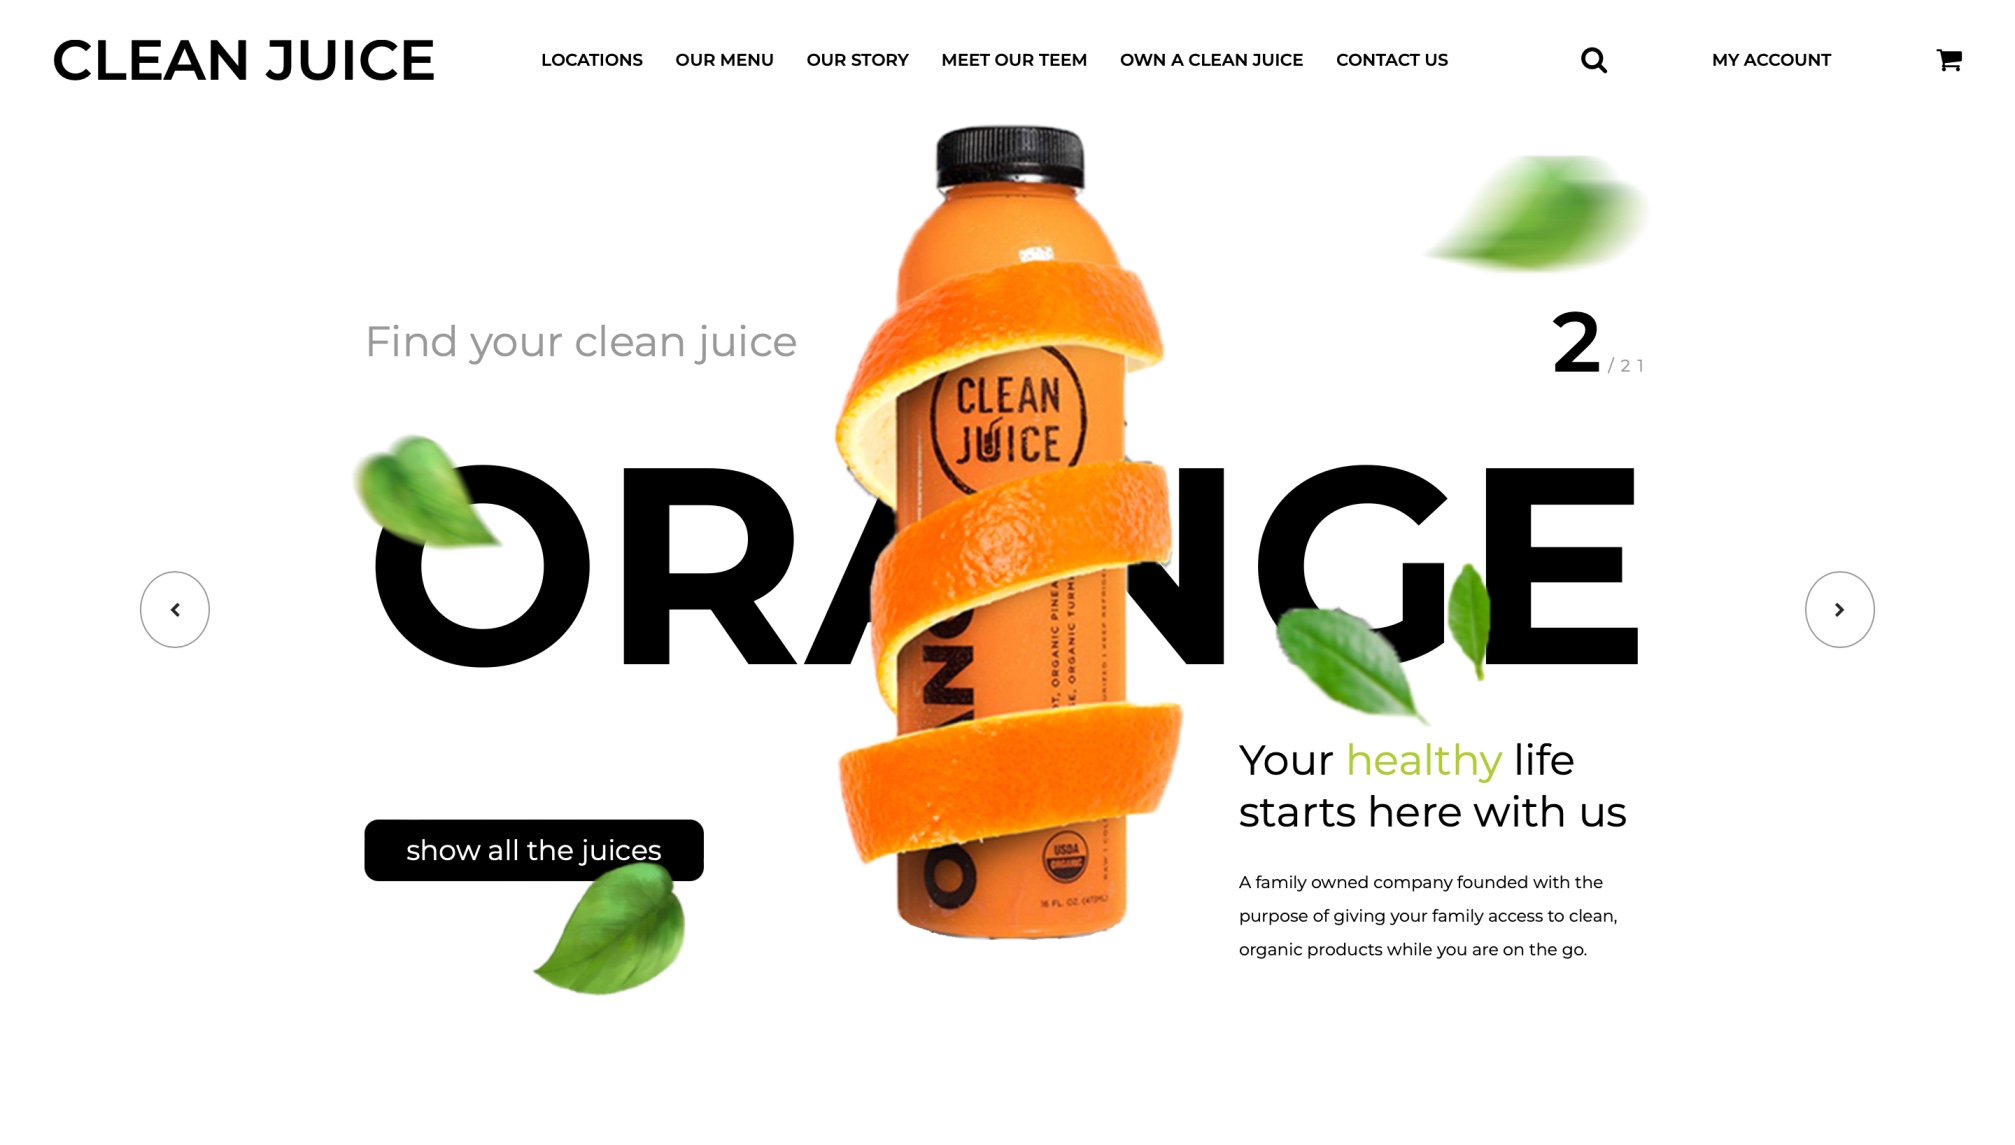 CLEAN JUICE
LOCATIONS OUR MENU OUR STORY MEET OUR TEEM OWN A CLEAN JUICE CONTACT US MY ACCOUNT
Find your clean juice
2 / 21
CLEAN
JUICE
ORANGE
USDA
ORGANIC
16 FL. OZ. (473mL)
show all the juices
Your healthy life
starts here with us
A family owned company founded with the
purpose of giving your family access to clean,
organic products while you are on the go.